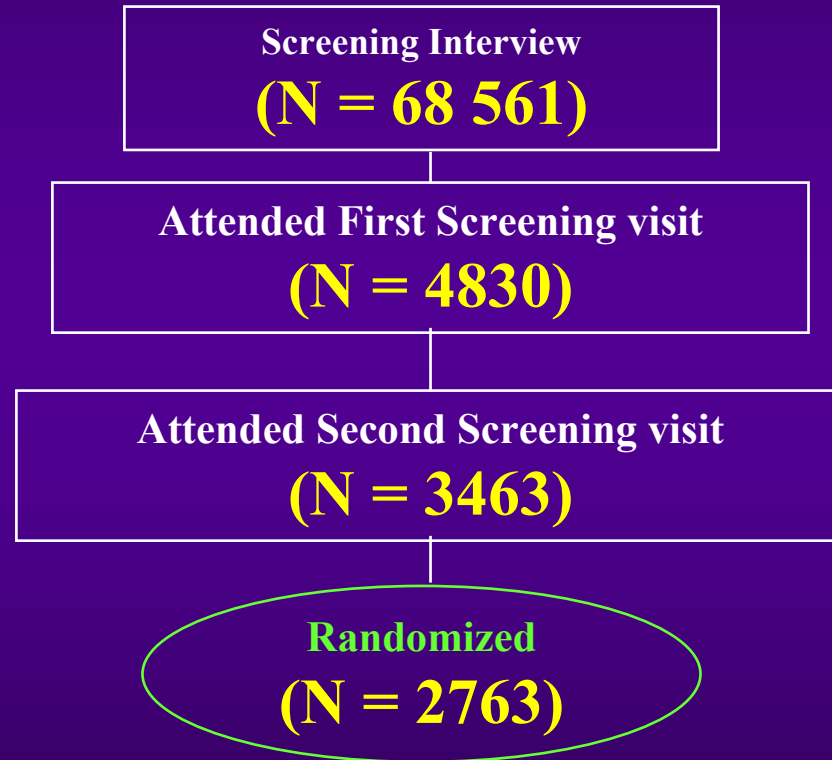 Screening Interview
(N = 68 561)
Attended First Screening visit
(N = 4830)
Attended Second Screening visit
(N = 3463)
Randomized
(N = 2763)